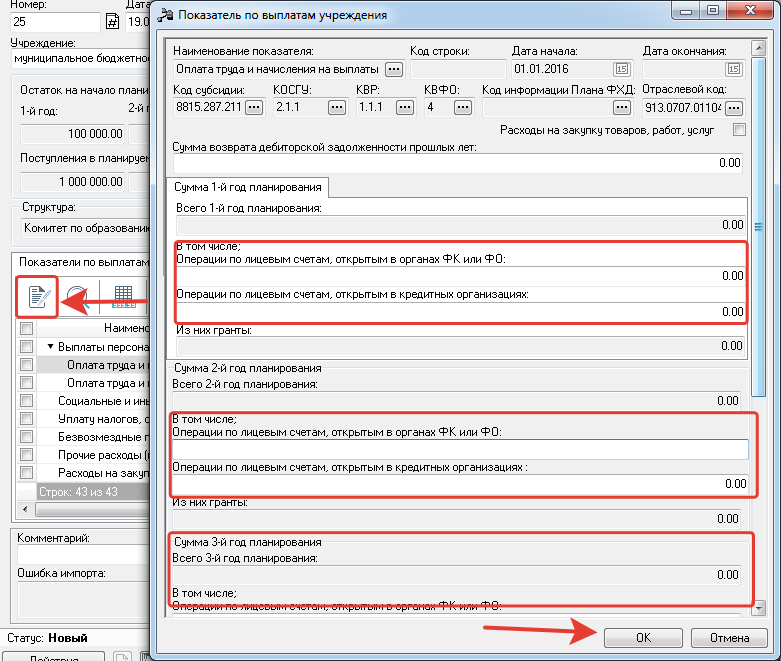 Номер:
Дата
25
19.0
Учреждение:
муниципальное бюджетное
Остаток на начало плани
1-й год:
2-й
100 000.00
Поступления в планируем
1 000 000.00
Структура:
Комитет по образованию
Показатели по выплатам
Наимено
Выплаты персона
Оплата труда и
Оплата труда и
Социальные и
Уплату налогов, с
Безвозмездные
Прочие расходы
Расходы на закуп
Строк: 43 из 43
Комментарий:
Ошибка импорта:
Статус: Новый
Действия
Показатель по выплатам учреждения
Наименование показателя:
Код строки:
Дата начала:
Дата окончания:
Оплата труда и начисления на выплаты
01.01.2016
15
15
Код субсидии:
КОСГУ:
КВР:
КВФО:
Код информации Плана ФХД:
Отраслевой код:
8815.287.211
2.1.1
1.1.1
4
913.0707.01104
Расходы на закупку товаров, работ, услуг
Сумма возврата дебиторской задолженности прошлых лет:
0.00
Сумма 1-й год планирования
Всего 1-й год планирования:
0.00
В том числе;
Операции по лицевым счетам, открытым в органах ФК или ФО:
0.00
Операции по лицевым счетам, открытым в кредитных организациях:
0.00
Из них гранты:
0.00
Сумма 2-й год планирования
Всего 2-й год планирования:
0.00
В том числе;
Операции по лицевым счетам, открытым в органах ФК или ФО:
Операции по лицевым счетам, открытым в кредитных организациях :
0.00
Из них гранты:
0.00
Сумма 3-й год планирования
Всего 3-й год планирования:
0.00
В том числе;
Операции по лицевым счетам, открытым в органах ФК или ФО:
OK
Отмена